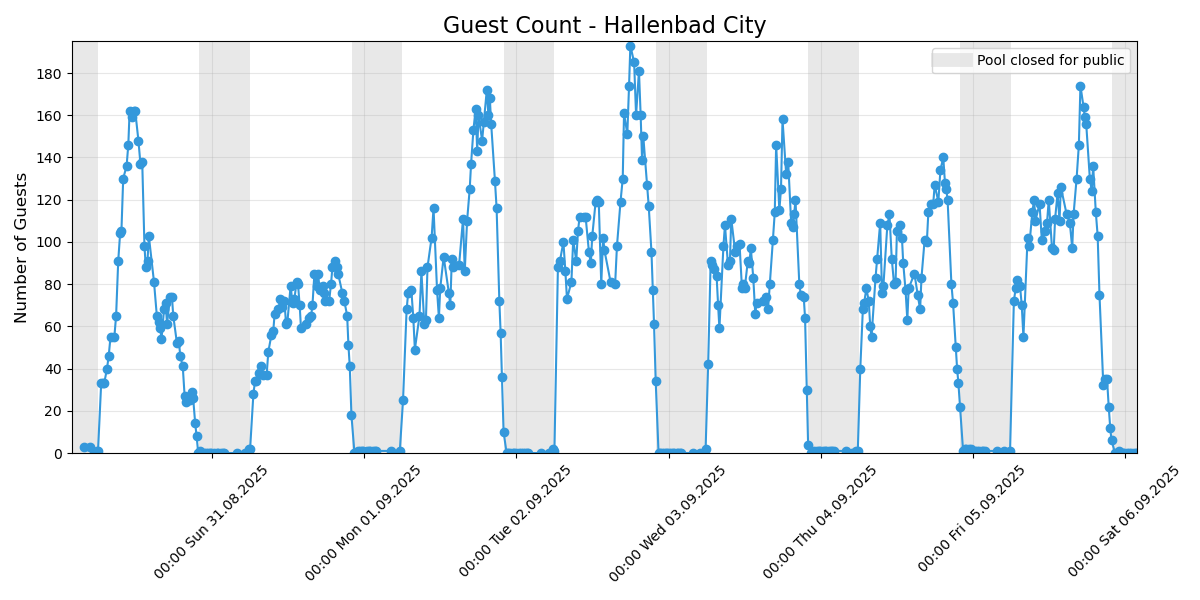 Guest Count - Hallenbad City
Pool closed for public
Number of Guests
180
160
140
120
100
80
60
40
20
0
00:00 Sun 31.08.2025
00:00 Mon 01.09.2025
00:00 Tue 02.09.2025
00:00 Wed 03.09.2025
00:00 Thu 04.09.2025
00:00 Fri 05.09.2025
00:00 Sat 06.09.2025